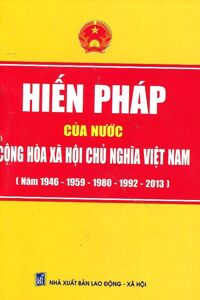 HIẾN PHÁP
CỦA NƯỚC
CỘNG HÒA XÃ HỘI CHỦ NGHĨA VIỆT NAM
( Năm 1946 - 1959 - 1980 - 1992 - 2013 )
NHÀ XUẤT BẢN LAO ĐỘNG - XÃ HỘI